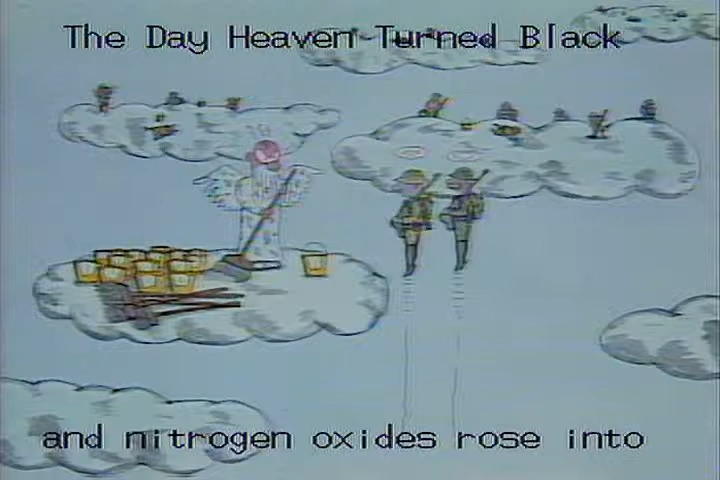 The Day Heaven Turned Black
and nitrogen oxides rose into